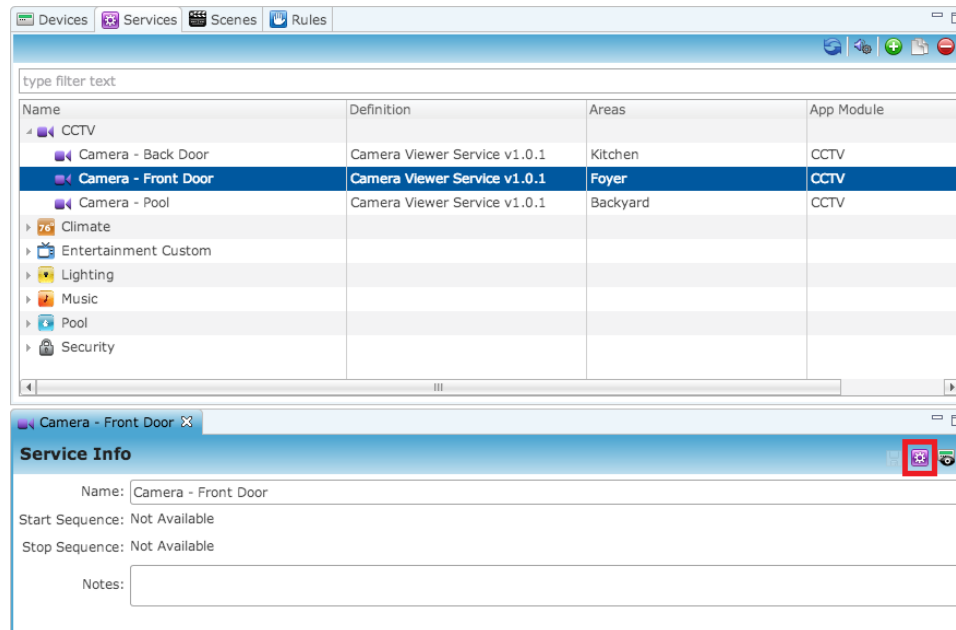 Devices Services Scenes Rules
type filter text
Name Definition Areas App Module
CCTV
Camera - Back Door Camera Viewer Service v1.0.1 Kitchen CCTV
Camera - Front Door Camera Viewer Service v1.0.1 Foyer CCTV
Camera - Pool Camera Viewer Service v1.0.1 Backyard CCTV
76° Climate
Entertainment Custom
Lighting
Music
Pool
Security
Camera - Front Door
Service Info
Name: Camera - Front Door
Start Sequence: Not Available
Stop Sequence: Not Available
Notes: